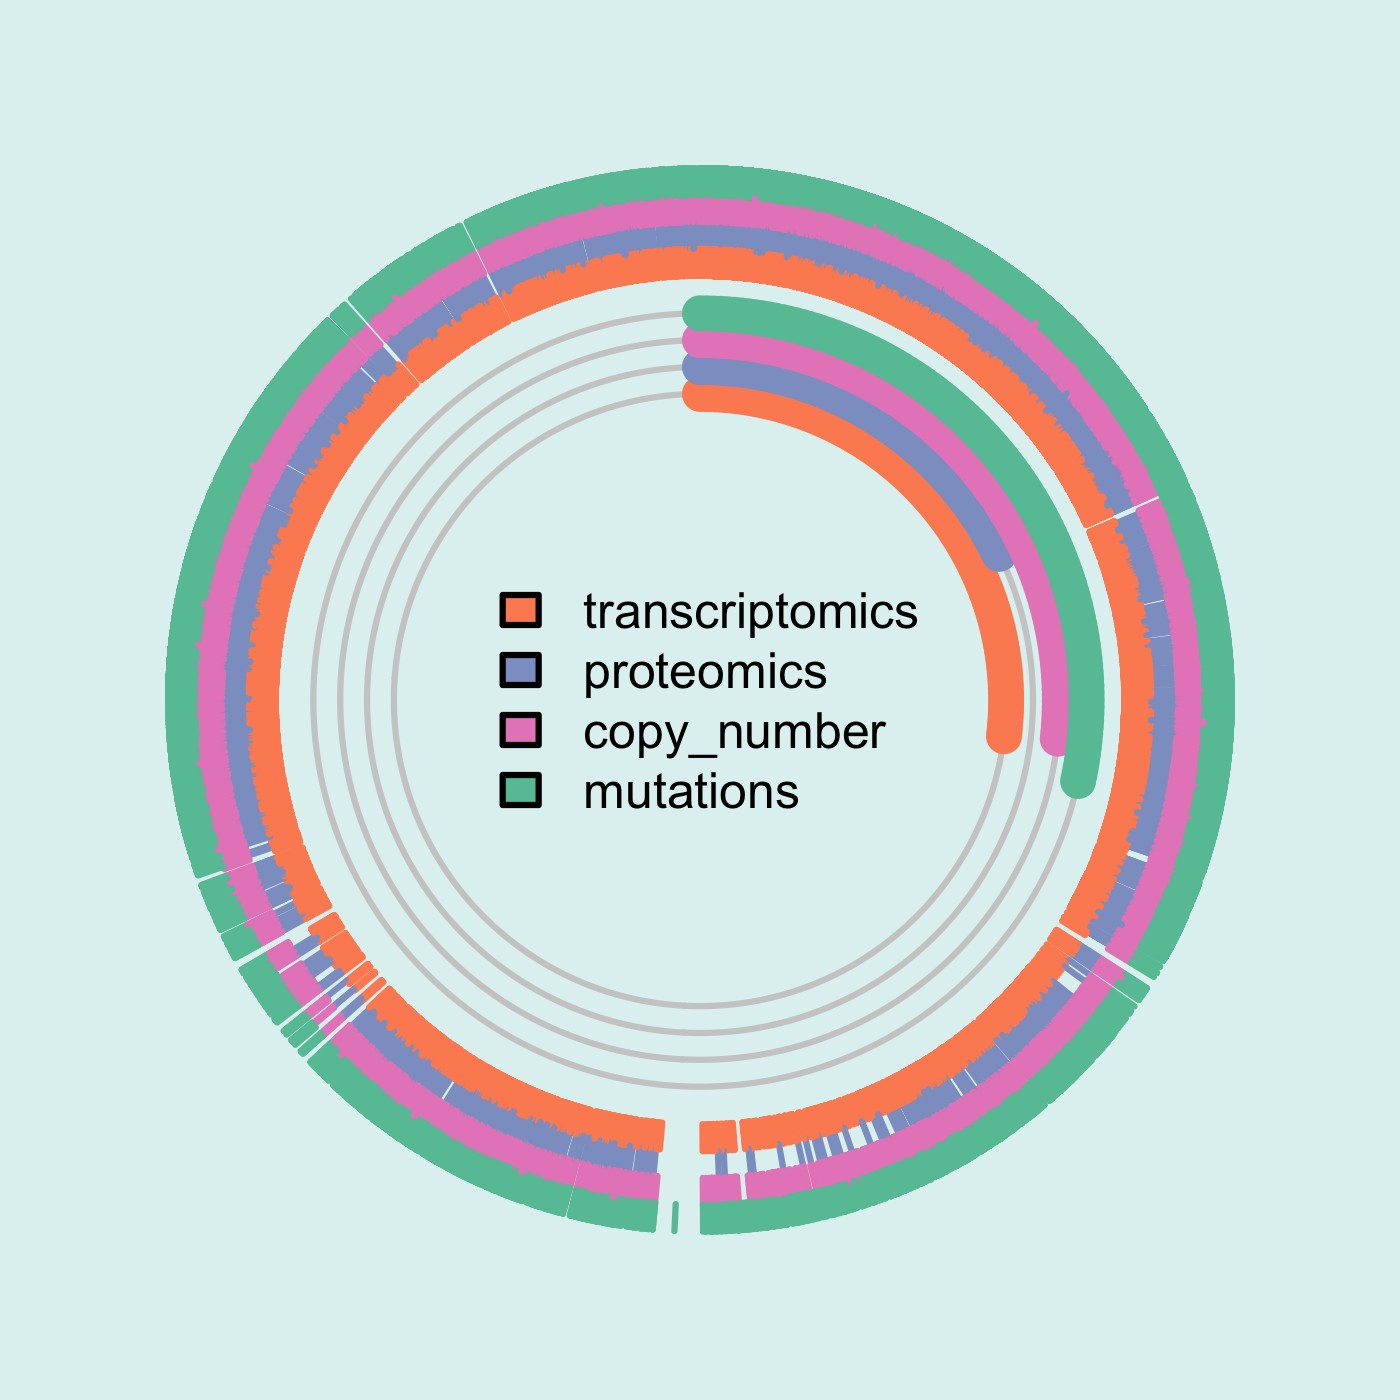 transcriptomics
proteomics
copy_number
mutations